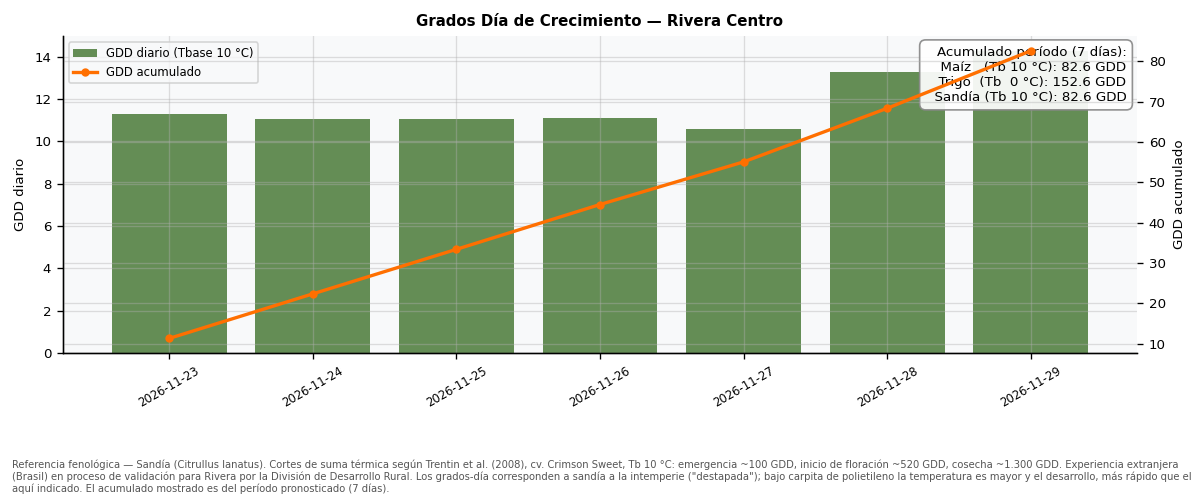 Grados Día de Crecimiento — Rivera Centro
GDD diario (Tbase 10 °C)
GDD acumulado
Acumulado período (7 días):
Maíz (Tb 10 °C): 82.6 GDD
Trigo (Tb 0 °C): 152.6 GDD
Sandía (Tb 10 °C): 82.6 GDD
GDD diario
14
12
10
8
6
4
2
0
80
70
60
50
40
30
20
10
GDD acumulado
2026-11-23
2026-11-24
2026-11-25
2026-11-26
2026-11-27
2026-11-28
2026-11-29
Referencia fenológica — Sandía (Citrullus lanatus). Cortes de suma térmica según Trentin et al. (2008), cv. Crimson Sweet, Tb 10 °C: emergencia ~100 GDD, inicio de floración ~520 GDD, cosecha ~1.300 GDD. Experiencia extranjera
(Brasil) en proceso de validación para Rivera por la División de Desarrollo Rural. Los grados-día corresponden a sandía a la intemperie ("destapada"); bajo carpita de polietileno la temperatura es mayor y el desarrollo, más rápido que el
aquí indicado. El acumulado mostrado es del período pronosticado (7 días).